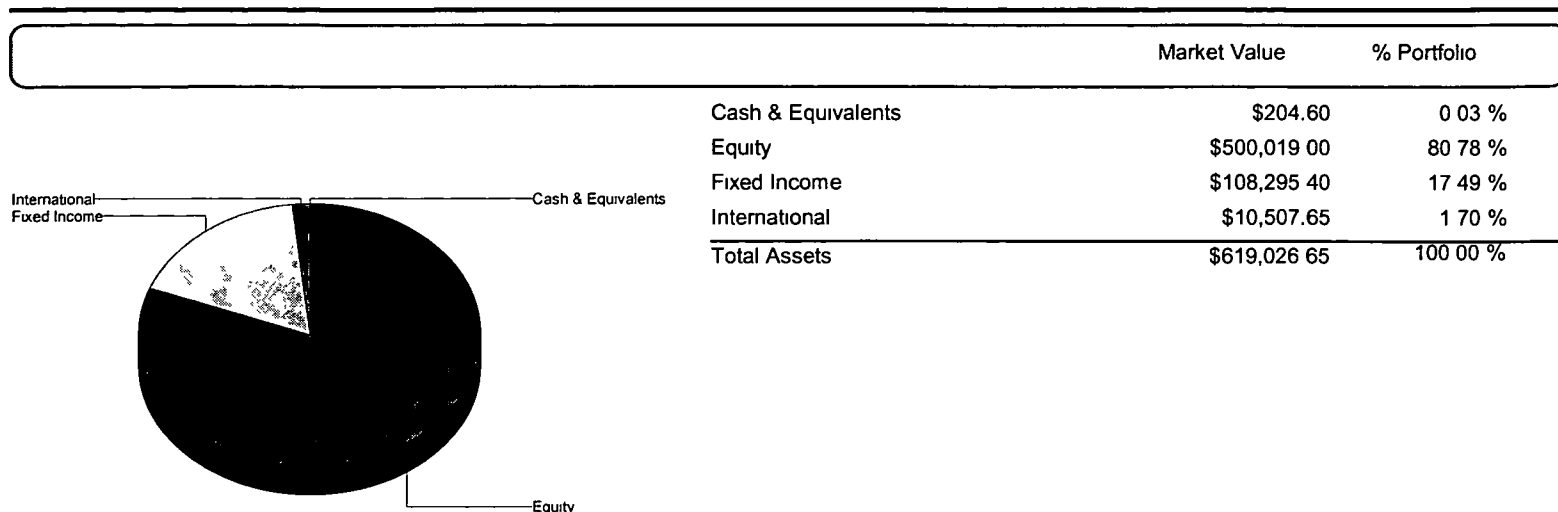 Market Value % Portfolio
Cash & Equivalents $204.60 0 03 %
Equity $500,019 00 80 78 %
Fixed Income $108,295 40 17 49 %
International $10,507.65 1 70 %
Total Assets $619,026 65 100 00 %
International
Fixed Income
Cash & Equivalents
Equity